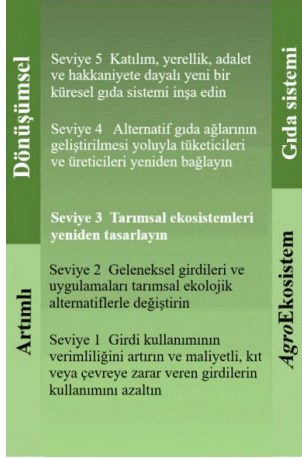 Dönüşümsel
Seviye 5 Katılım, yerellik, adalet
ve hakkaniyete dayalı yeni bir
küresel gıda sistemi inşa edin
Seviye 4 Alternatif gıda ağlarının
geliştirilmesi yoluyla tüketicileri
ve üreticileri yeniden bağlayın
Gıda sistemi
Seviye 3 Tarımsal ekosistemleri
yeniden tasarlayın
Artımlı
Seviye 2 Geleneksel girdileri ve
uygulamaları tarımsal ekolojik
alternatiflerle değiştirin
Seviye 1 Girdi kullanımının
verimliliğini artırın ve maliyetli, kıt
veya çevreye zarar veren girdilerin
kullanımını azaltın
AgroEkosistem